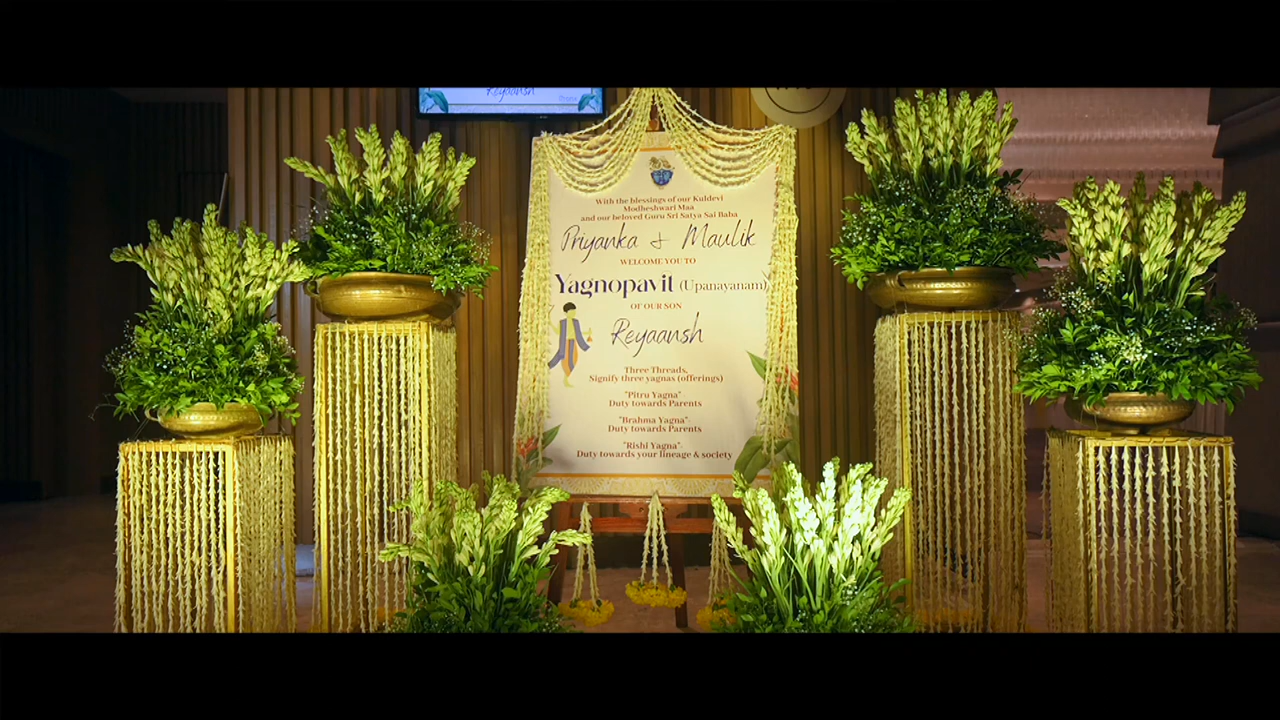 Reyaansh
With the blessings of our Kuldevi
Modheshwari Maa
and our beloved Guru Sri Satya Sai Baba
Priyanka & Maulik
WELCOME YOU TO
Yagnopavit (Upanayanam)
OF OUR SON
Reyaansh
Three Threads,
Signify three yagnas (offerings)
"Pitru Yagna"
Duty towards Parents
"Brahma Yagna"
Duty towards Parents
"Rishi Yagna"
Duty towards your lineage & society